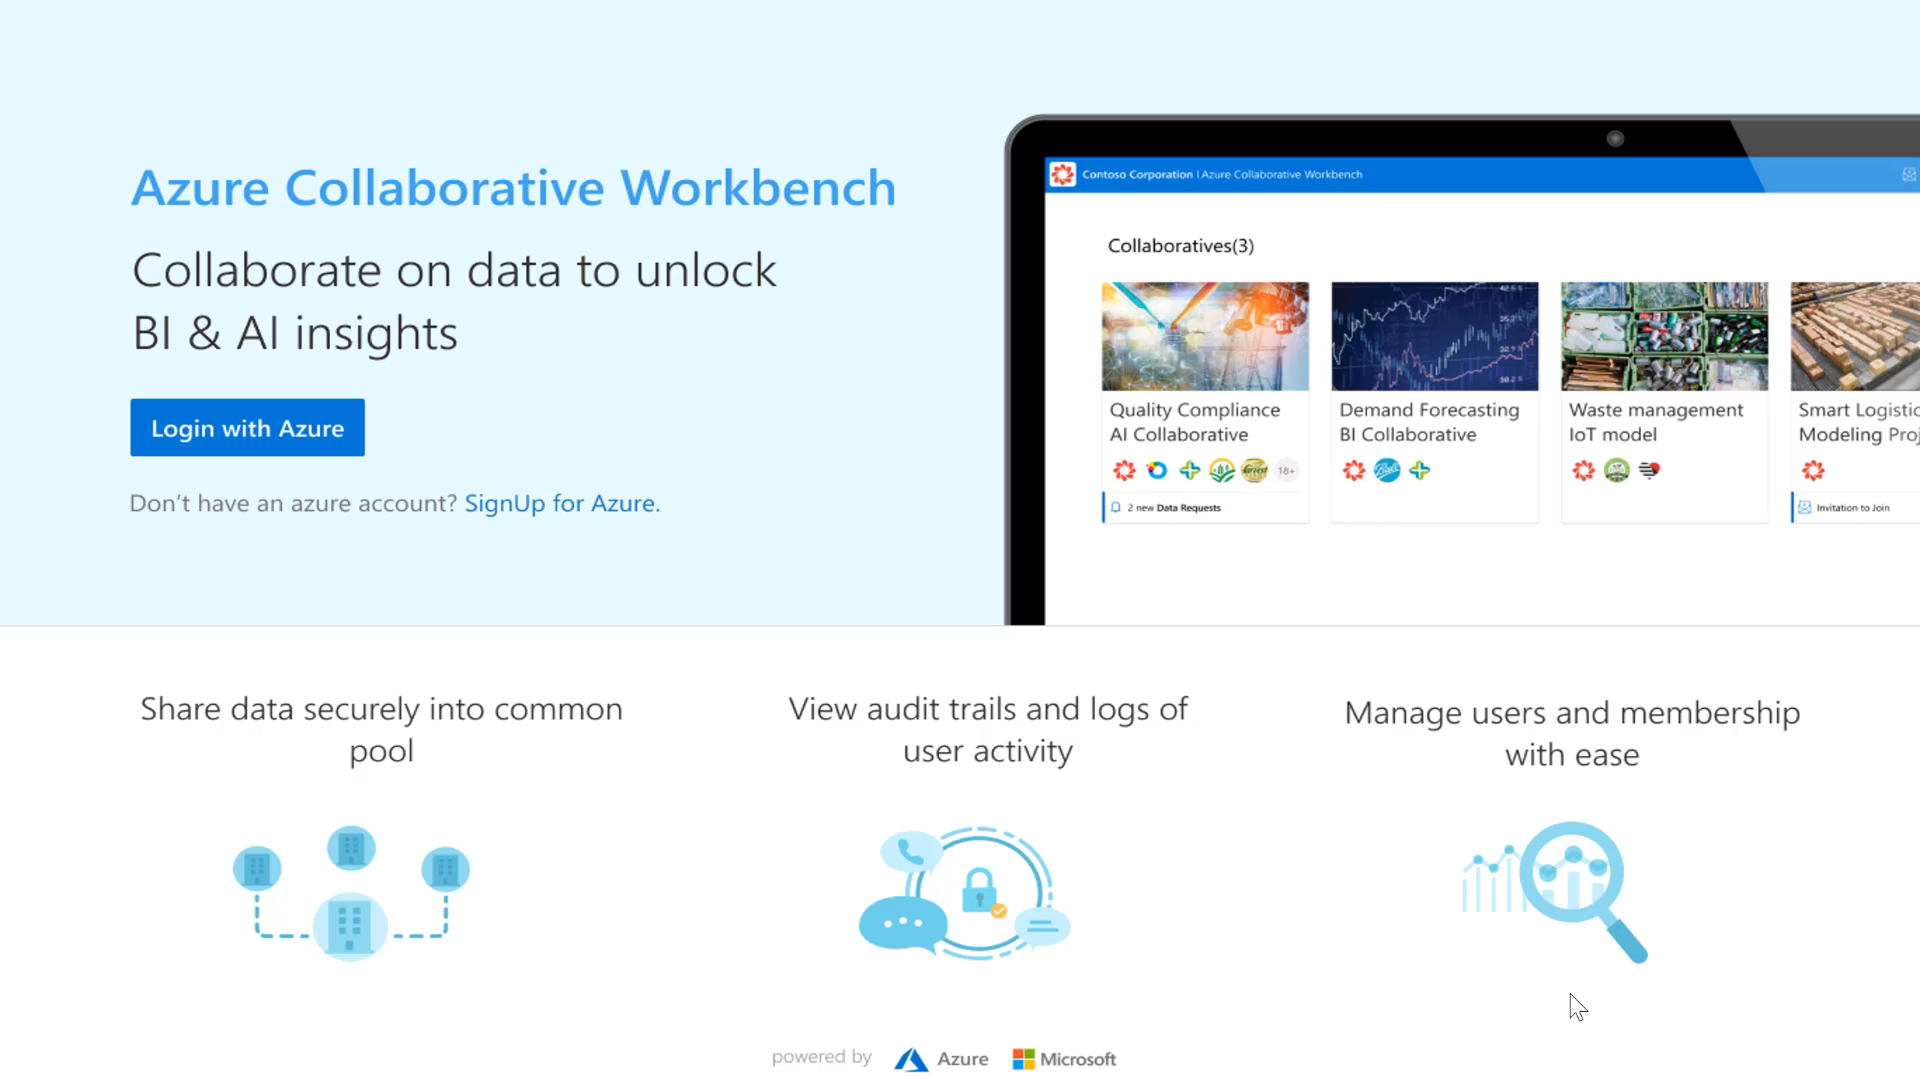 Azure Collaborative Workbench
Collaborate on data to unlock
BI & AI insights
Login with Azure
Don't have an azure account? SignUp for Azure.
Contoso Corporation | Azure Collaborative Workbench
Collaboratives(3)
Quality Compliance
AI Collaborative
18+
2 new Data Requests
42.5 %
Demand Forecasting
BI Collaborative
Waste management
IoT model
Smart Logistic
Modeling Proj
Invitation to Join
Share data securely into common
pool
View audit trails and logs of
user activity
Manage users and membership
with ease
powered by Azure Microsoft